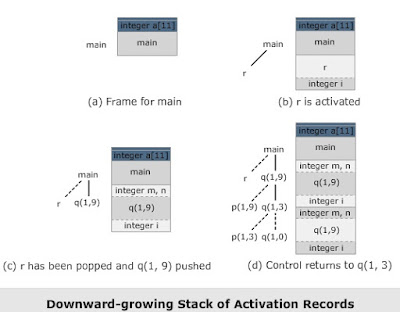 integer a[11]
main
main
(a) Frame for main
integer a[11]
main
main
r
r
integer i
(b) r is activated
integer a[11]
main
main
r
q(1,9)
integer m, n
q(1,9)
integer i
(c) r has been popped and q(1, 9) pushed
integer a[11]
main
main
integer m, n
r
q(1,9)
q(1,9)
integer i
p(1,9)
q(1,3)
integer m, n
q(1,9)
p(1,3)
q(1,0)
integer i
(d) Control returns to q(1, 3)
Downward-growing Stack of Activation Records